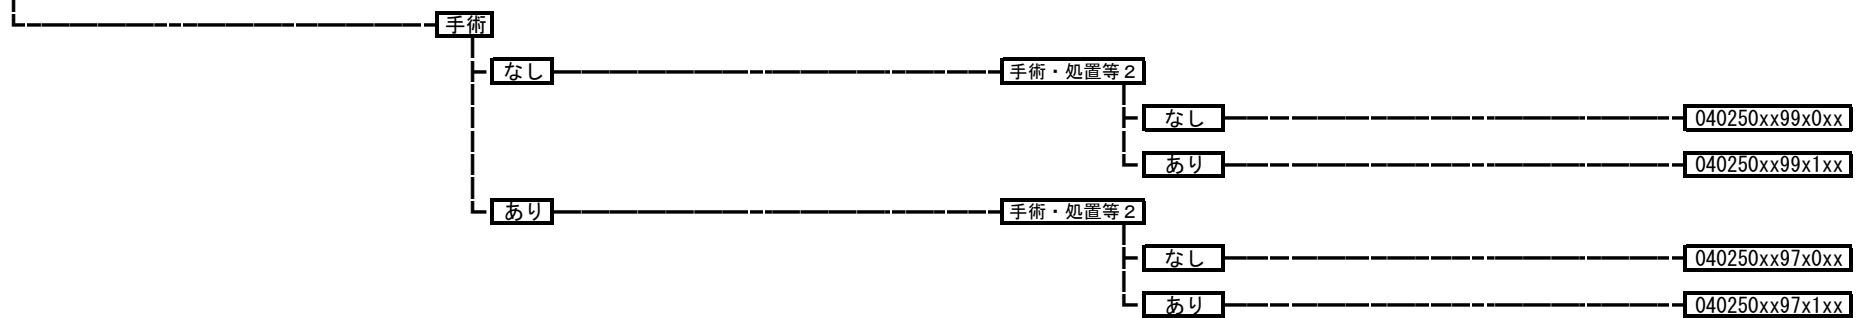 手術
なし 手術・処置等２
なし 040250xx99x0xx
あり 040250xx99x1xx
あり 手術・処置等２
なし 040250xx97x0xx
あり 040250xx97x1xx